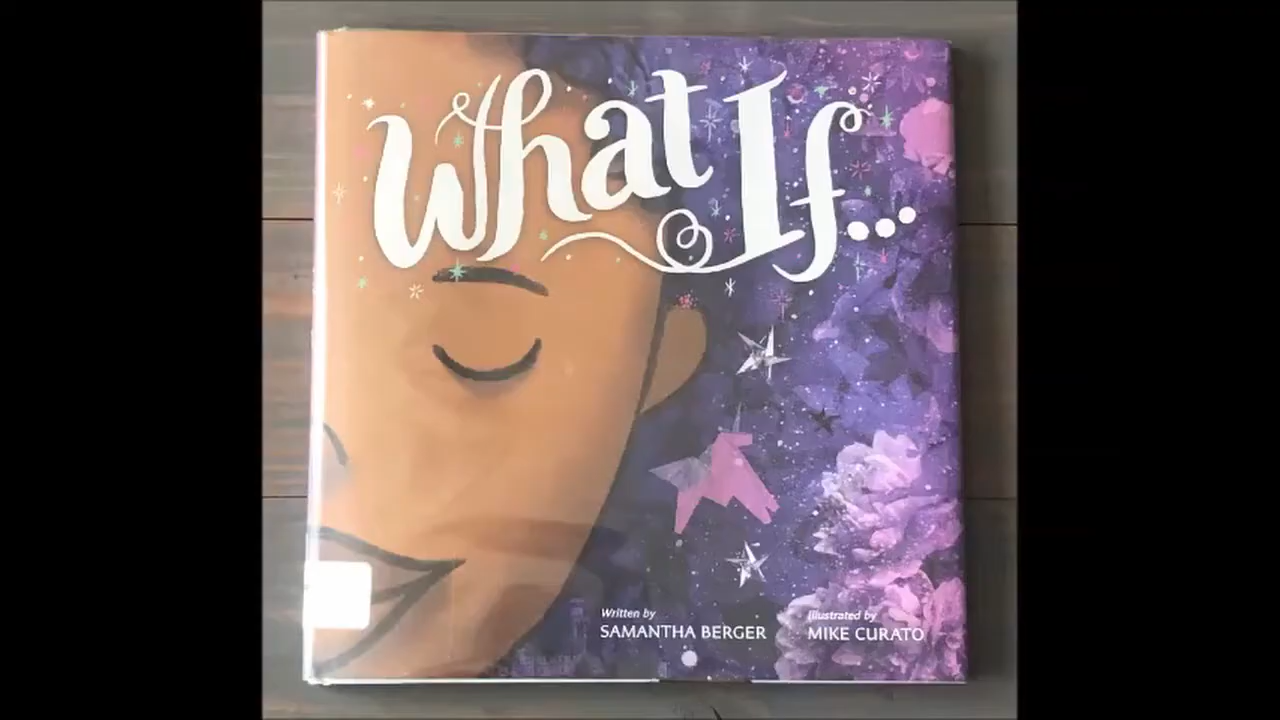 What If...
Written by
SAMANTHA BERGER
Illustrated by
MIKE CURATO